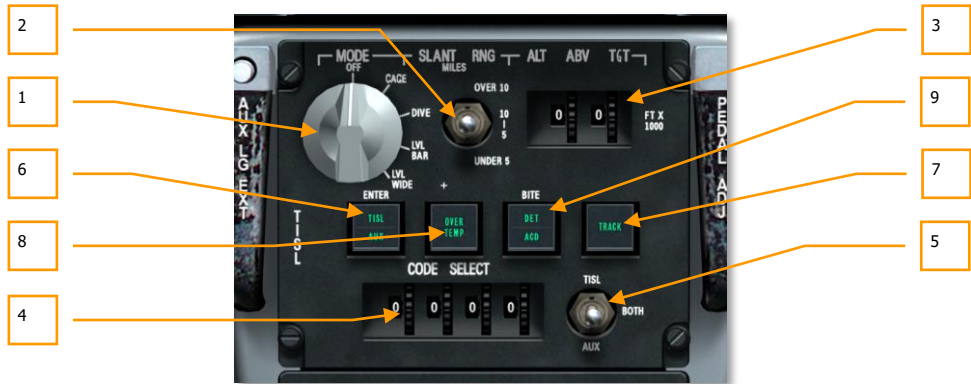 2
3
1
9
6
7
8
5
4
MODE
SLANT RNG
ALT ABV TGT
MILES
OFF
CAGE
DIVE
LVL
BAR
LVL
WIDE
OVER 10
10
5
UNDER 5
0 0
FT X
1000
AUX LG EXT
PEDAL ADJ
TISL
ENTER
TISL
AUX
OVER
TEMP
BITE
DET
ACD
TRACK
CODE SELECT
0 0 0 0
TISL
BOTH
AUX